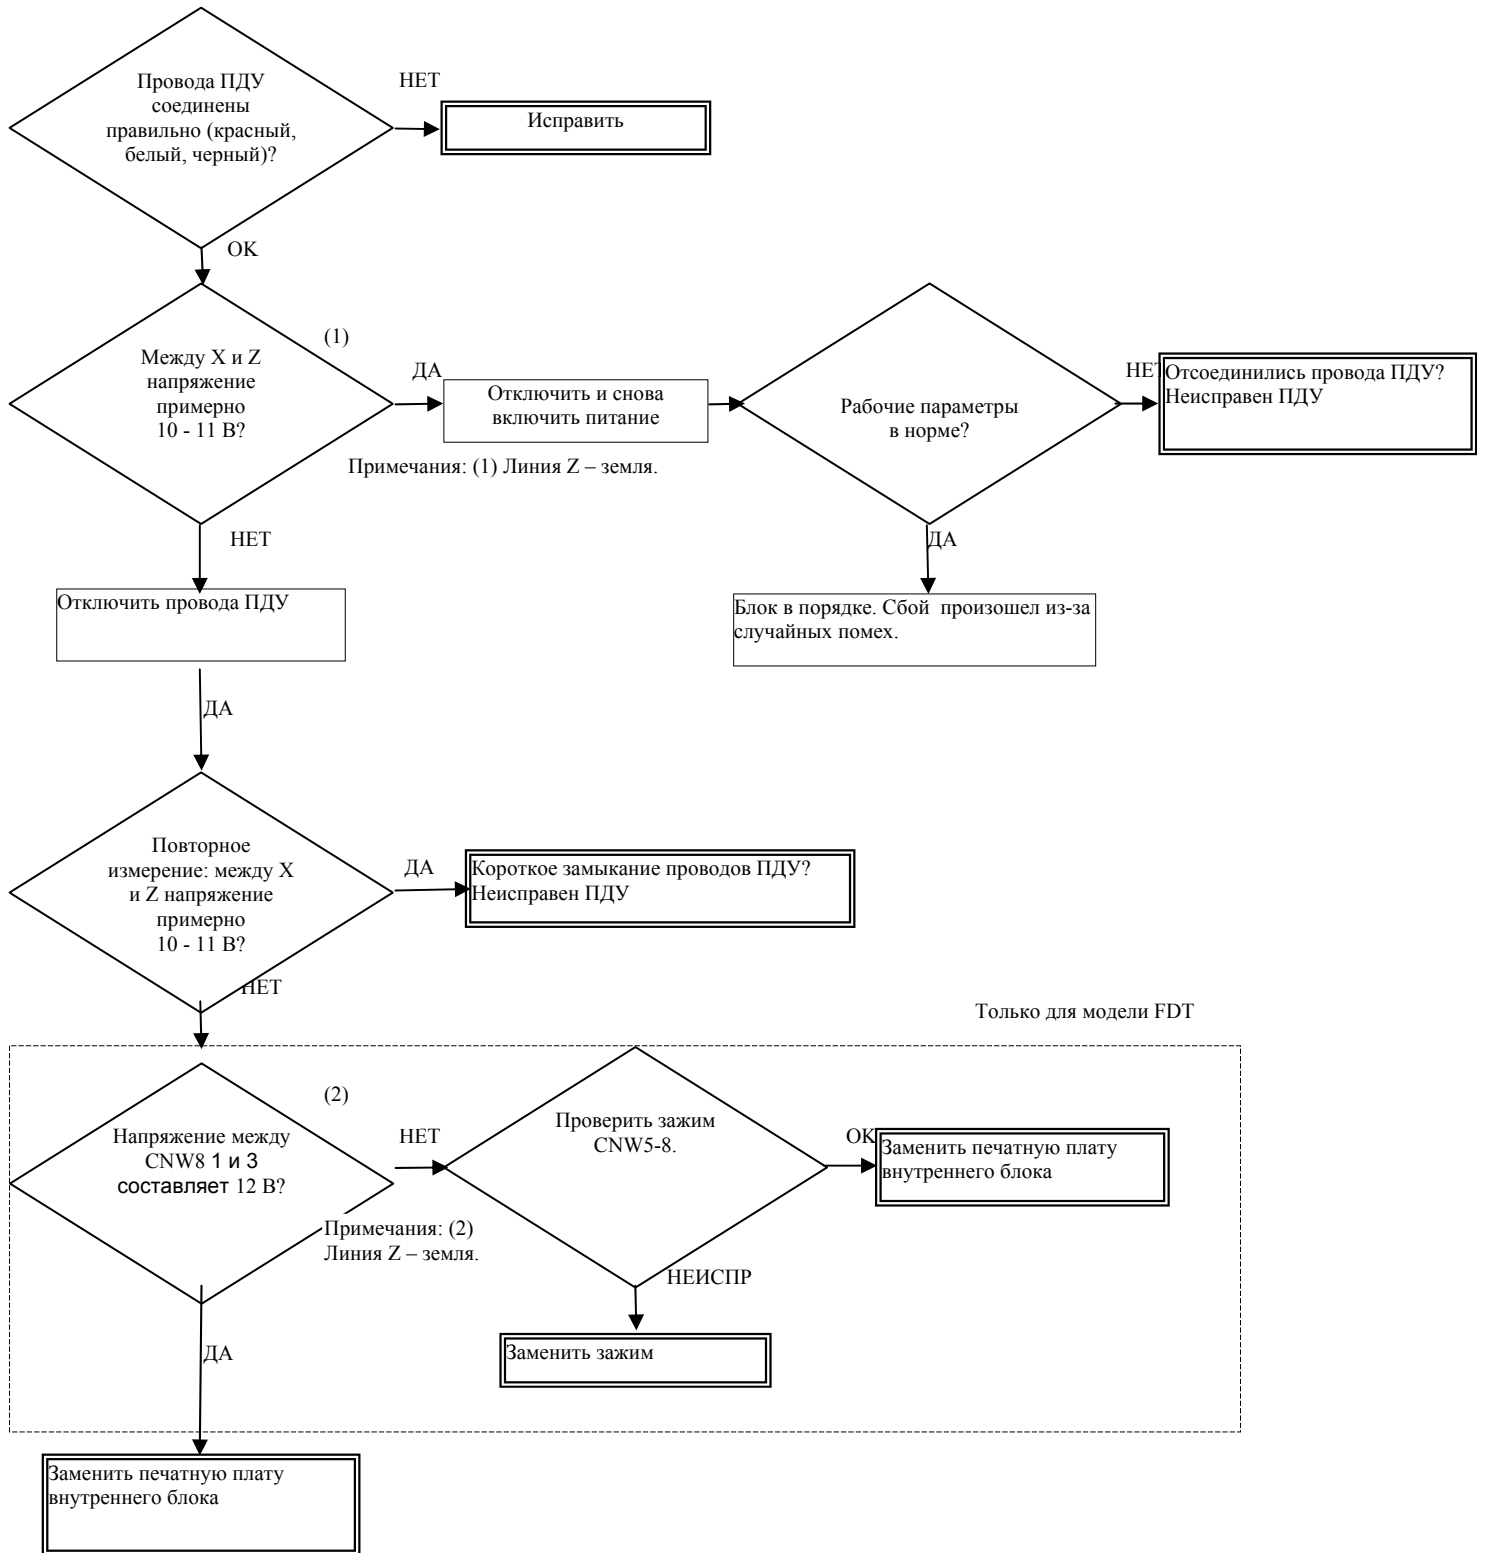 Провода ПДУ
соединены
правильно (красный,
белый, черный)?
НЕТ
Исправить
OK
(1)
Между X и Z
напряжение
примерно
10 - 11 В?
ДА
Отключить и снова
включить питание
Рабочие параметры
в норме?
НЕТ
Отсоединились провода ПДУ?
Неисправен ПДУ
Примечания: (1) Линия Z – земля.
НЕТ
ДА
Отключить провода ПДУ
Блок в порядке. Сбой произошел из-за
случайных помех.
ДА
Повторное
измерение: между X
и Z напряжение
примерно
10 - 11 В?
ДА
Короткое замыкание проводов ПДУ?
Неисправен ПДУ
НЕТ
Только для модели FDT
(2)
Напряжение между
CNW8 1 и 3
составляет 12 В?
НЕТ
Проверить зажим
CNW5-8.
OK
Заменить печатную плату
внутреннего блока
Примечания: (2)
Линия Z – земля.
НЕИСПР
Заменить зажим
ДА
Заменить печатную плату
внутреннего блока